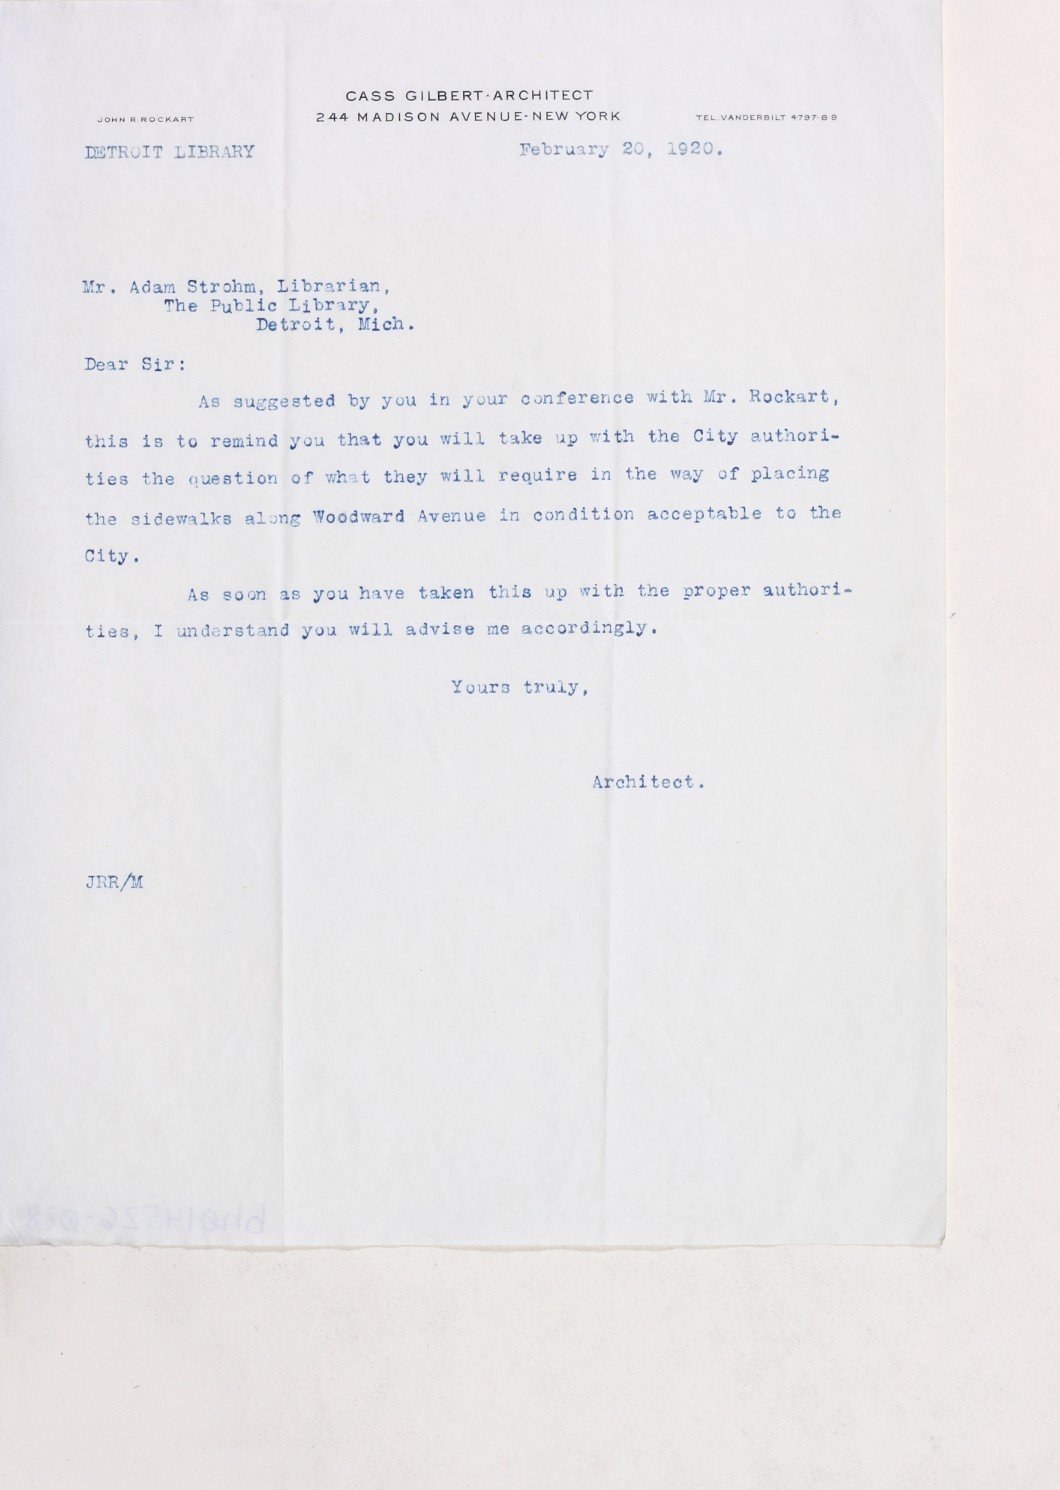 CASS GILBERT-ARCHITECT
JOHN R. ROCKART
244 MADISON AVENUE-NEW YORK
TEL. VANDERBILT 4797-8-9
DETROIT LIBRARY
February 20, 1920.
Mr. Adam Strohm, Librarian,
The Public Library,
Detroit, Mich.
Dear Sir:
As suggested by you in your conference with Mr. Rockart,
this is to remind you that you will take up with the City authori-
ties the question of what they will require in the way of placing
the sidewalks along Woodward Avenue in condition acceptable to the
City.
As soon as you have taken this up with the proper authori-
ties, I understand you will advise me accordingly.
Yours truly,
Architect.
JRR/M